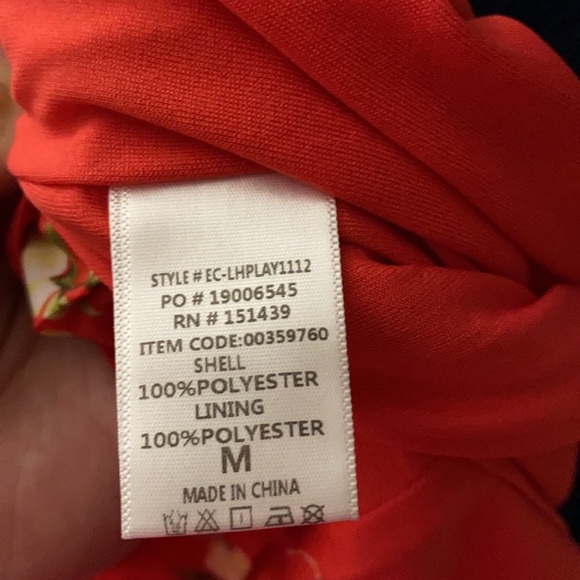 STYLE # EC-LHPLAY1112
PO # 19006545
RN # 151439
ITEM CODE:00359760
SHELL
100%POLYESTER
LINING
100%POLYESTER
M
MADE IN CHINA